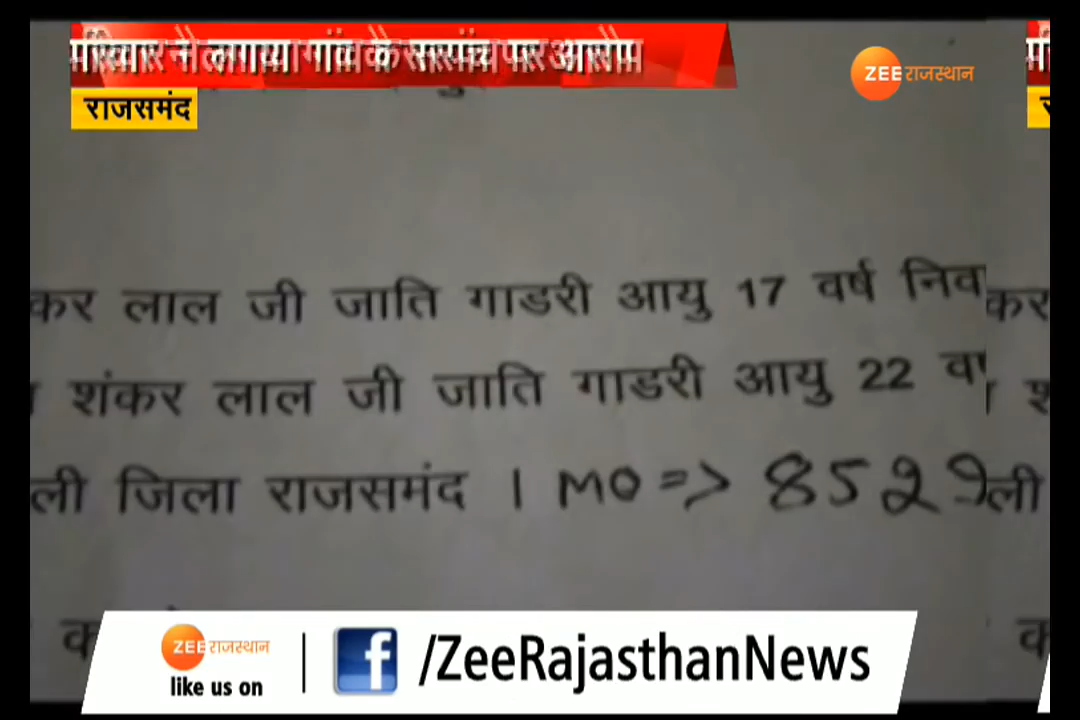 परिवार ने लगाया गांव के सरपंच पर आरोप
ZEE राजस्थान
राजसमंद
कर लाल जी जाति गाडरी आयु 17 वर्ष निव
शंकर लाल जी जाति गाडरी आयु 22 व
ली जिला राजसमंद । MO => 852
ZEE राजस्थान
like us on
/ZeeRajasthanNews